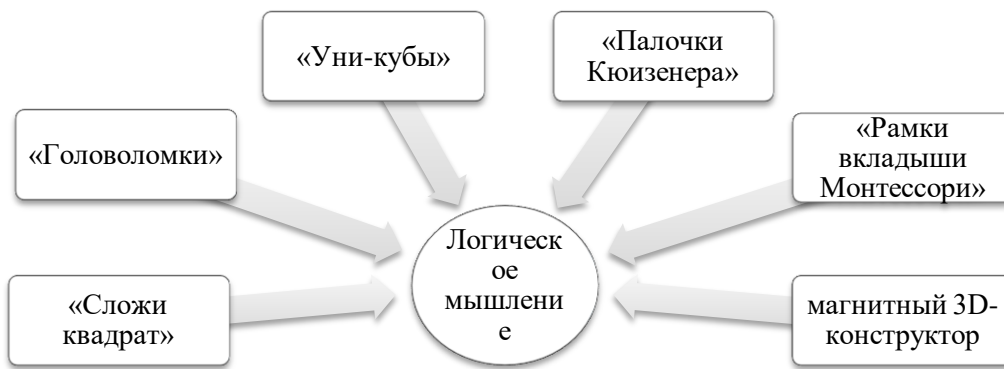 «Уни-кубы»
«Палочки
Кюизенера»
«Головоломки»
«Рамки
вкладыши
Монтессори»
Логическ
ое
мышлени
е
«Сложи
квадрат»
магнитный 3D-
конструктор